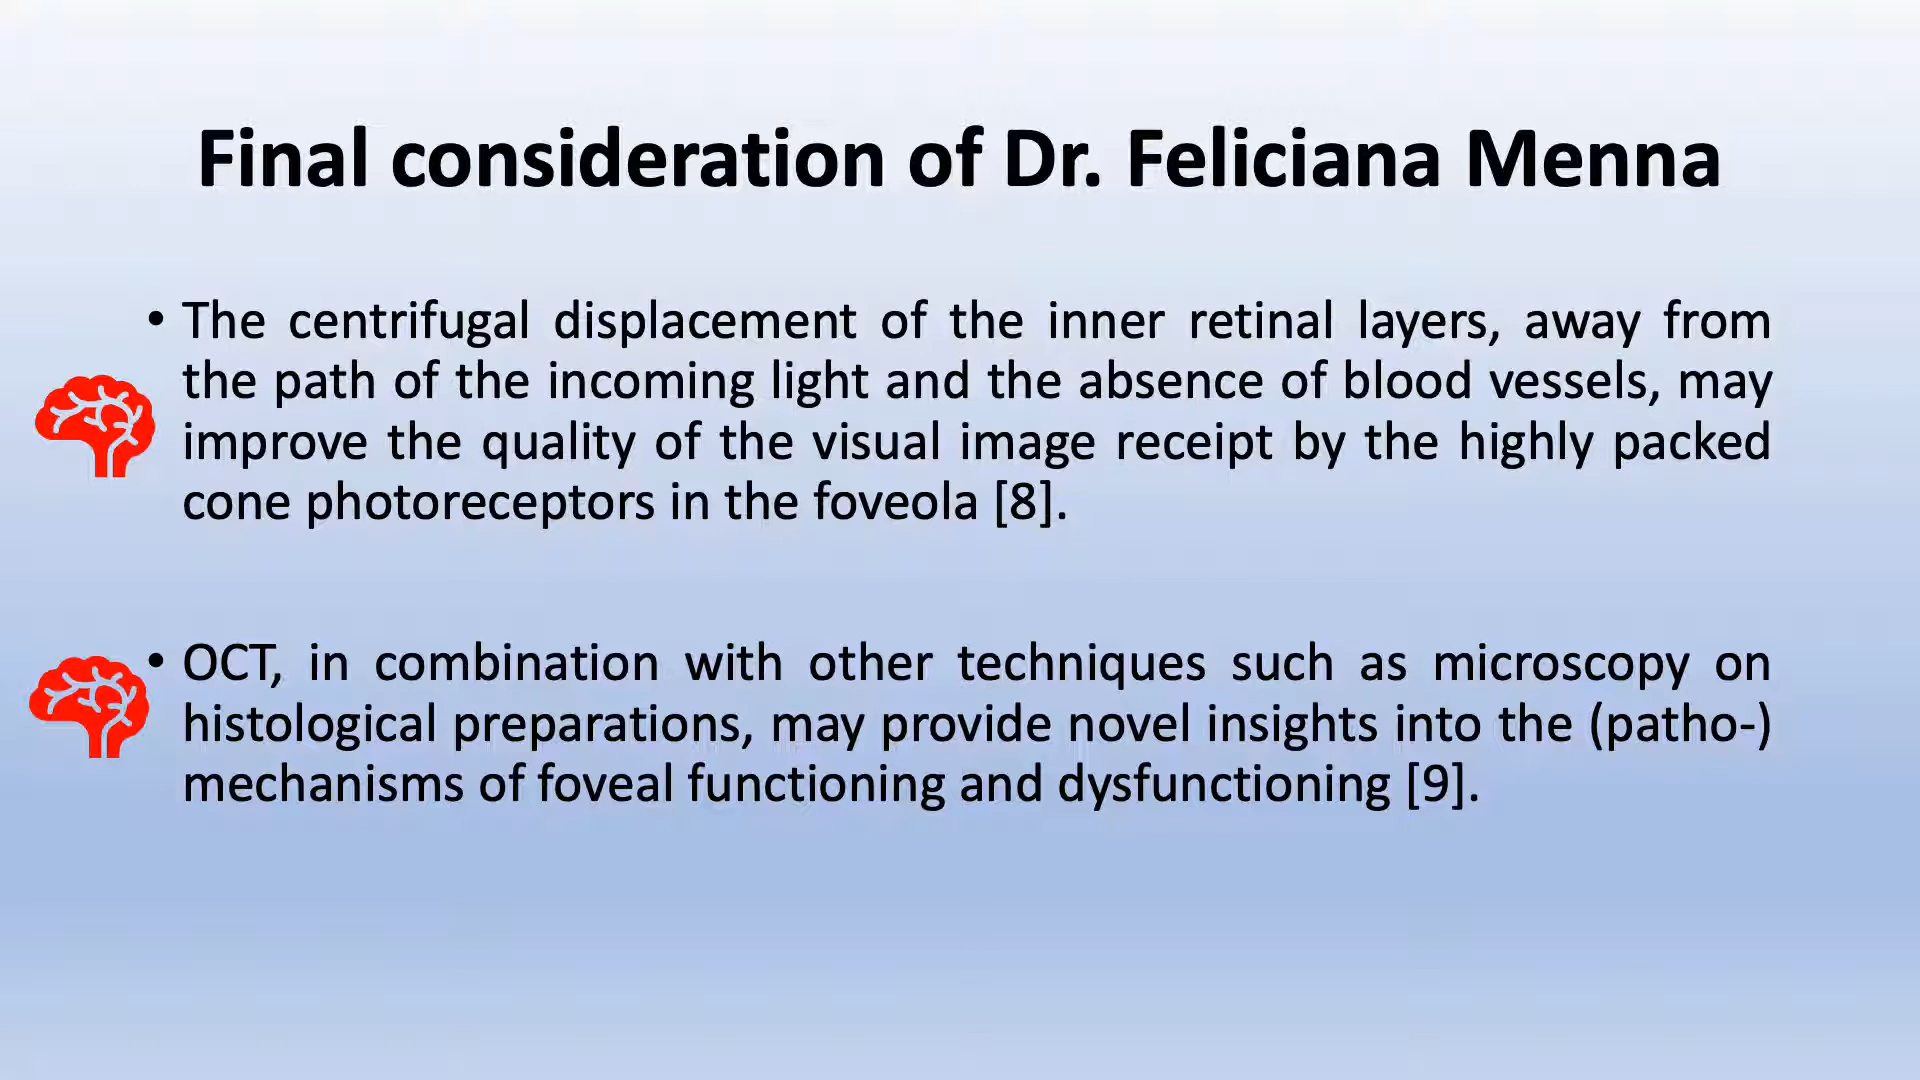 Final consideration of Dr. Feliciana Menna
• The centrifugal displacement of the inner retinal layers, away from
the path of the incoming light and the absence of blood vessels, may
improve the quality of the visual image receipt by the highly packed
cone photoreceptors in the foveola [8].
• OCT, in combination with other techniques such as microscopy on
histological preparations, may provide novel insights into the (patho-)
mechanisms of foveal functioning and dysfunctioning [9].